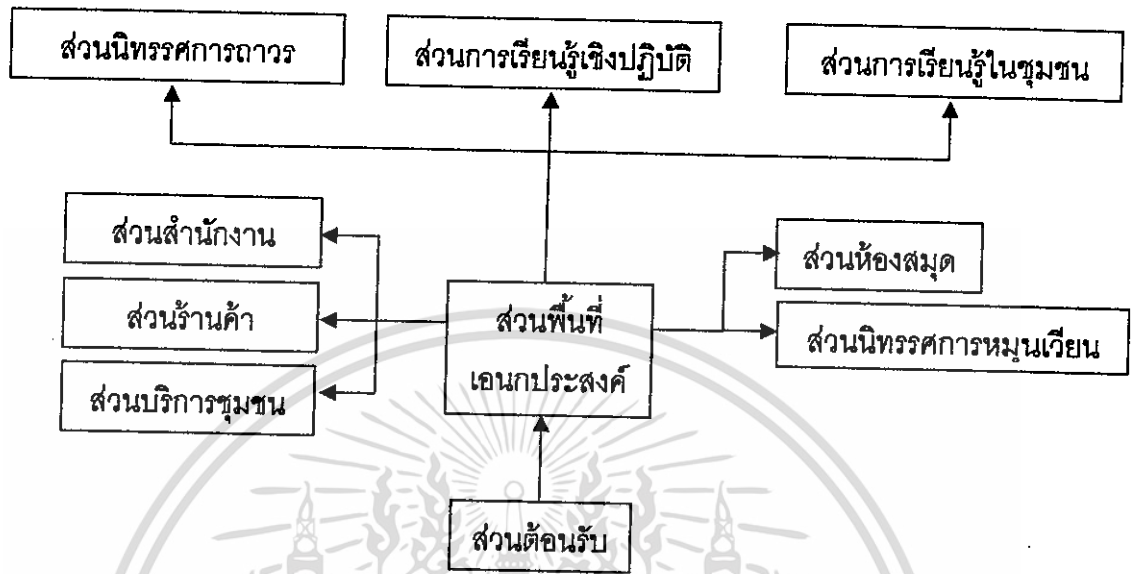 ส่วนนิทรรศการถาวร
ส่วนการเรียนรู้เชิงปฏิบัติ
ส่วนการเรียนรู้ในชุมชน
ส่วนสำนักงาน
ส่วนห้องสมุด
ส่วนร้านค้า
ส่วนพื้นที่
เอนกประสงค์
ส่วนนิทรรศการหมุนเวียน
ส่วนบริการชุมชน
ส่วนต้อนรับ